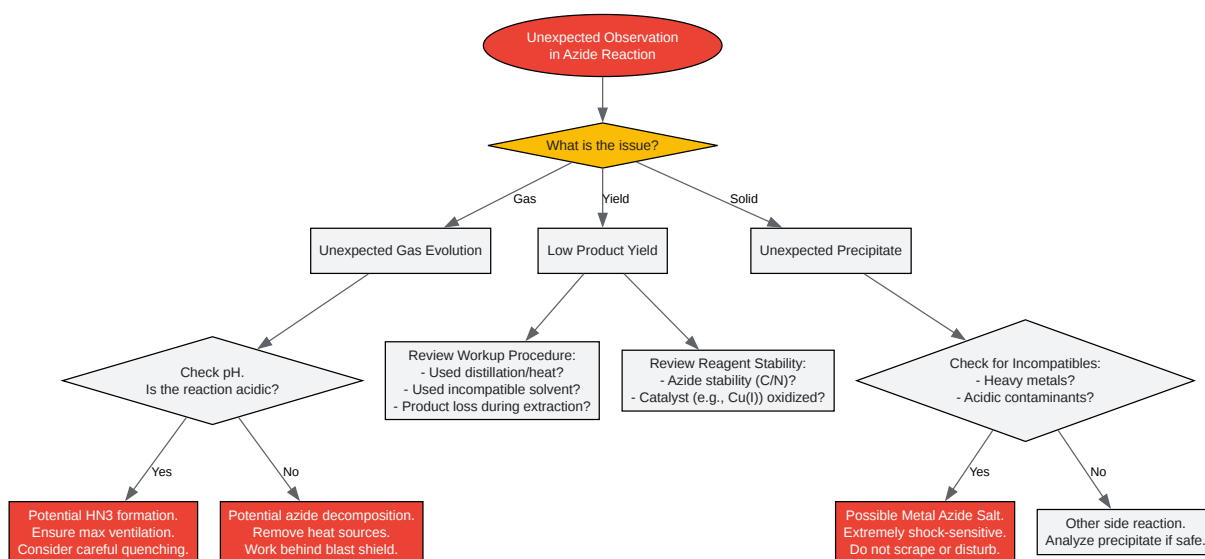 Unexpected Observation
in Azide Reaction
What is the issue?
Gas
Yield
Solid
Unexpected Gas Evolution
Low Product Yield
Unexpected Precipitate
Check pH.
Is the reaction acidic?
Review Workup Procedure:
- Used distillation/heat?
- Used incompatible solvent?
- Product loss during extraction?
Review Reagent Stability:
- Azide stability (C/N)?
- Catalyst (e.g., Cu(I)) oxidized?
Check for Incompatibles:
- Heavy metals?
- Acidic contaminants?
Yes
No
Yes
No
Potential HN3 formation.
Ensure max ventilation.
Consider careful quenching.
Potential azide decomposition.
Remove heat sources.
Work behind blast shield.
Possible Metal Azide Salt.
Extremely shock-sensitive.
Do not scrape or disturb.
Other side reaction.
Analyze precipitate if safe.